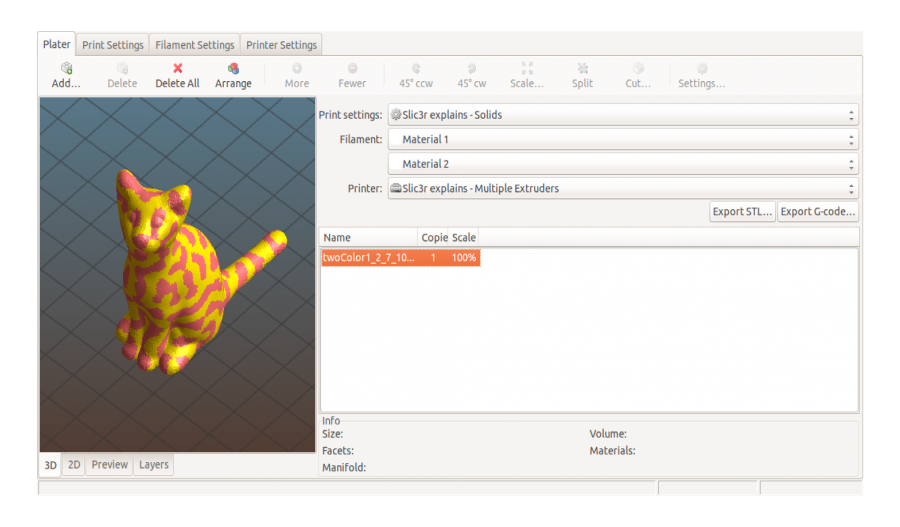 Plater Print Settings Filament Settings Printer Settings
Add... Delete Delete All Arrange More Fewer 45° ccw 45° cw Scale... Split Cut... Settings...
Print settings: Slic3r explains - Solids
Filament: Material 1
Material 2
Printer: Slic3r explains - Multiple Extruders
Export STL... Export G-code...
Name Copie Scale
twoColor1_2_7_10... 1 100%
Info
Size: Volume:
Facets: Materials:
Manifold:
3D 2D Preview Layers